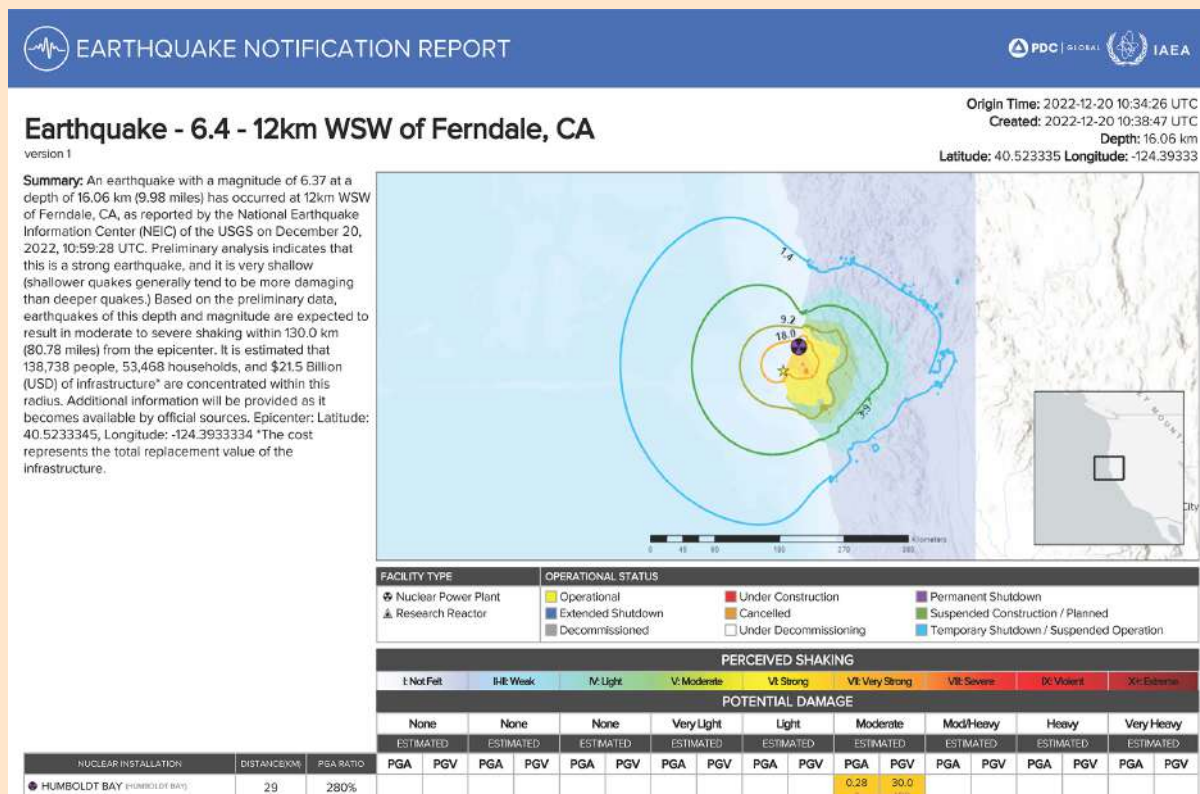 EARTHQUAKE NOTIFICATION REPORT
PDC GLOBAL IAEA
Origin Time: 2022-12-20 10:34:26 UTC
Created: 2022-12-20 10:38:47 UTC
Depth: 16.06 km
Latitude: 40.523335 Longitude: -124.39333
Earthquake - 6.4 - 12km WSW of Ferndale, CA
version 1
Summary: An earthquake with a magnitude of 6.37 at a
depth of 16.06 km (9.98 miles) has occurred at 12km WSW
of Ferndale, CA, as reported by the National Earthquake
Information Center (NEIC) of the USGS on December 20,
2022, 10:59:28 UTC. Preliminary analysis indicates that
this is a strong earthquake, and it is very shallow
(shallower quakes generally tend to be more damaging
than deeper quakes.) Based on the preliminary data,
earthquakes of this depth and magnitude are expected to
result in moderate to severe shaking within 130.0 km
(80.78 miles) from the epicenter. It is estimated that
138,738 people, 53,468 households, and $21.5 Billion
(USD) of infrastructure* are concentrated within this
radius. Additional information will be provided as it
becomes available by official sources. Epicenter: Latitude:
40.5233345, Longitude: -124.3933334 *The cost
represents the total replacement value of the
infrastructure.
1.4
9.2
18.0
3.9
City
Kilometers
0 45 90 180 270
FACILITY TYPE OPERATIONAL STATUS
Nuclear Power Plant Operational Under Construction Permanent Shutdown
Research Reactor Extended Shutdown Cancelled Suspended Construction / Planned
Decommissioned Under Decommissioning Temporary Shutdown / Suspended Operation
PERCEIVED SHAKING
I: Not Felt II-III: Weak IV: Light V: Moderate VI: Strong VII: Very Strong VIII: Severe IX: Violent X+: Extreme
POTENTIAL DAMAGE
None None None Very Light Light Moderate Mod/Heavy Heavy Very Heavy
ESTIMATED ESTIMATED ESTIMATED ESTIMATED ESTIMATED ESTIMATED ESTIMATED ESTIMATED ESTIMATED
NUCLEAR INSTALLATION DISTANCE(KM) PGA RATIO PGA PGV PGA PGV PGA PGV PGA PGV PGA PGV PGA PGV PGA PGV PGA PGV PGA PGV
HUMBOLDT BAY (HUMBOLDT BAY) 29 280% 0.28 30.0